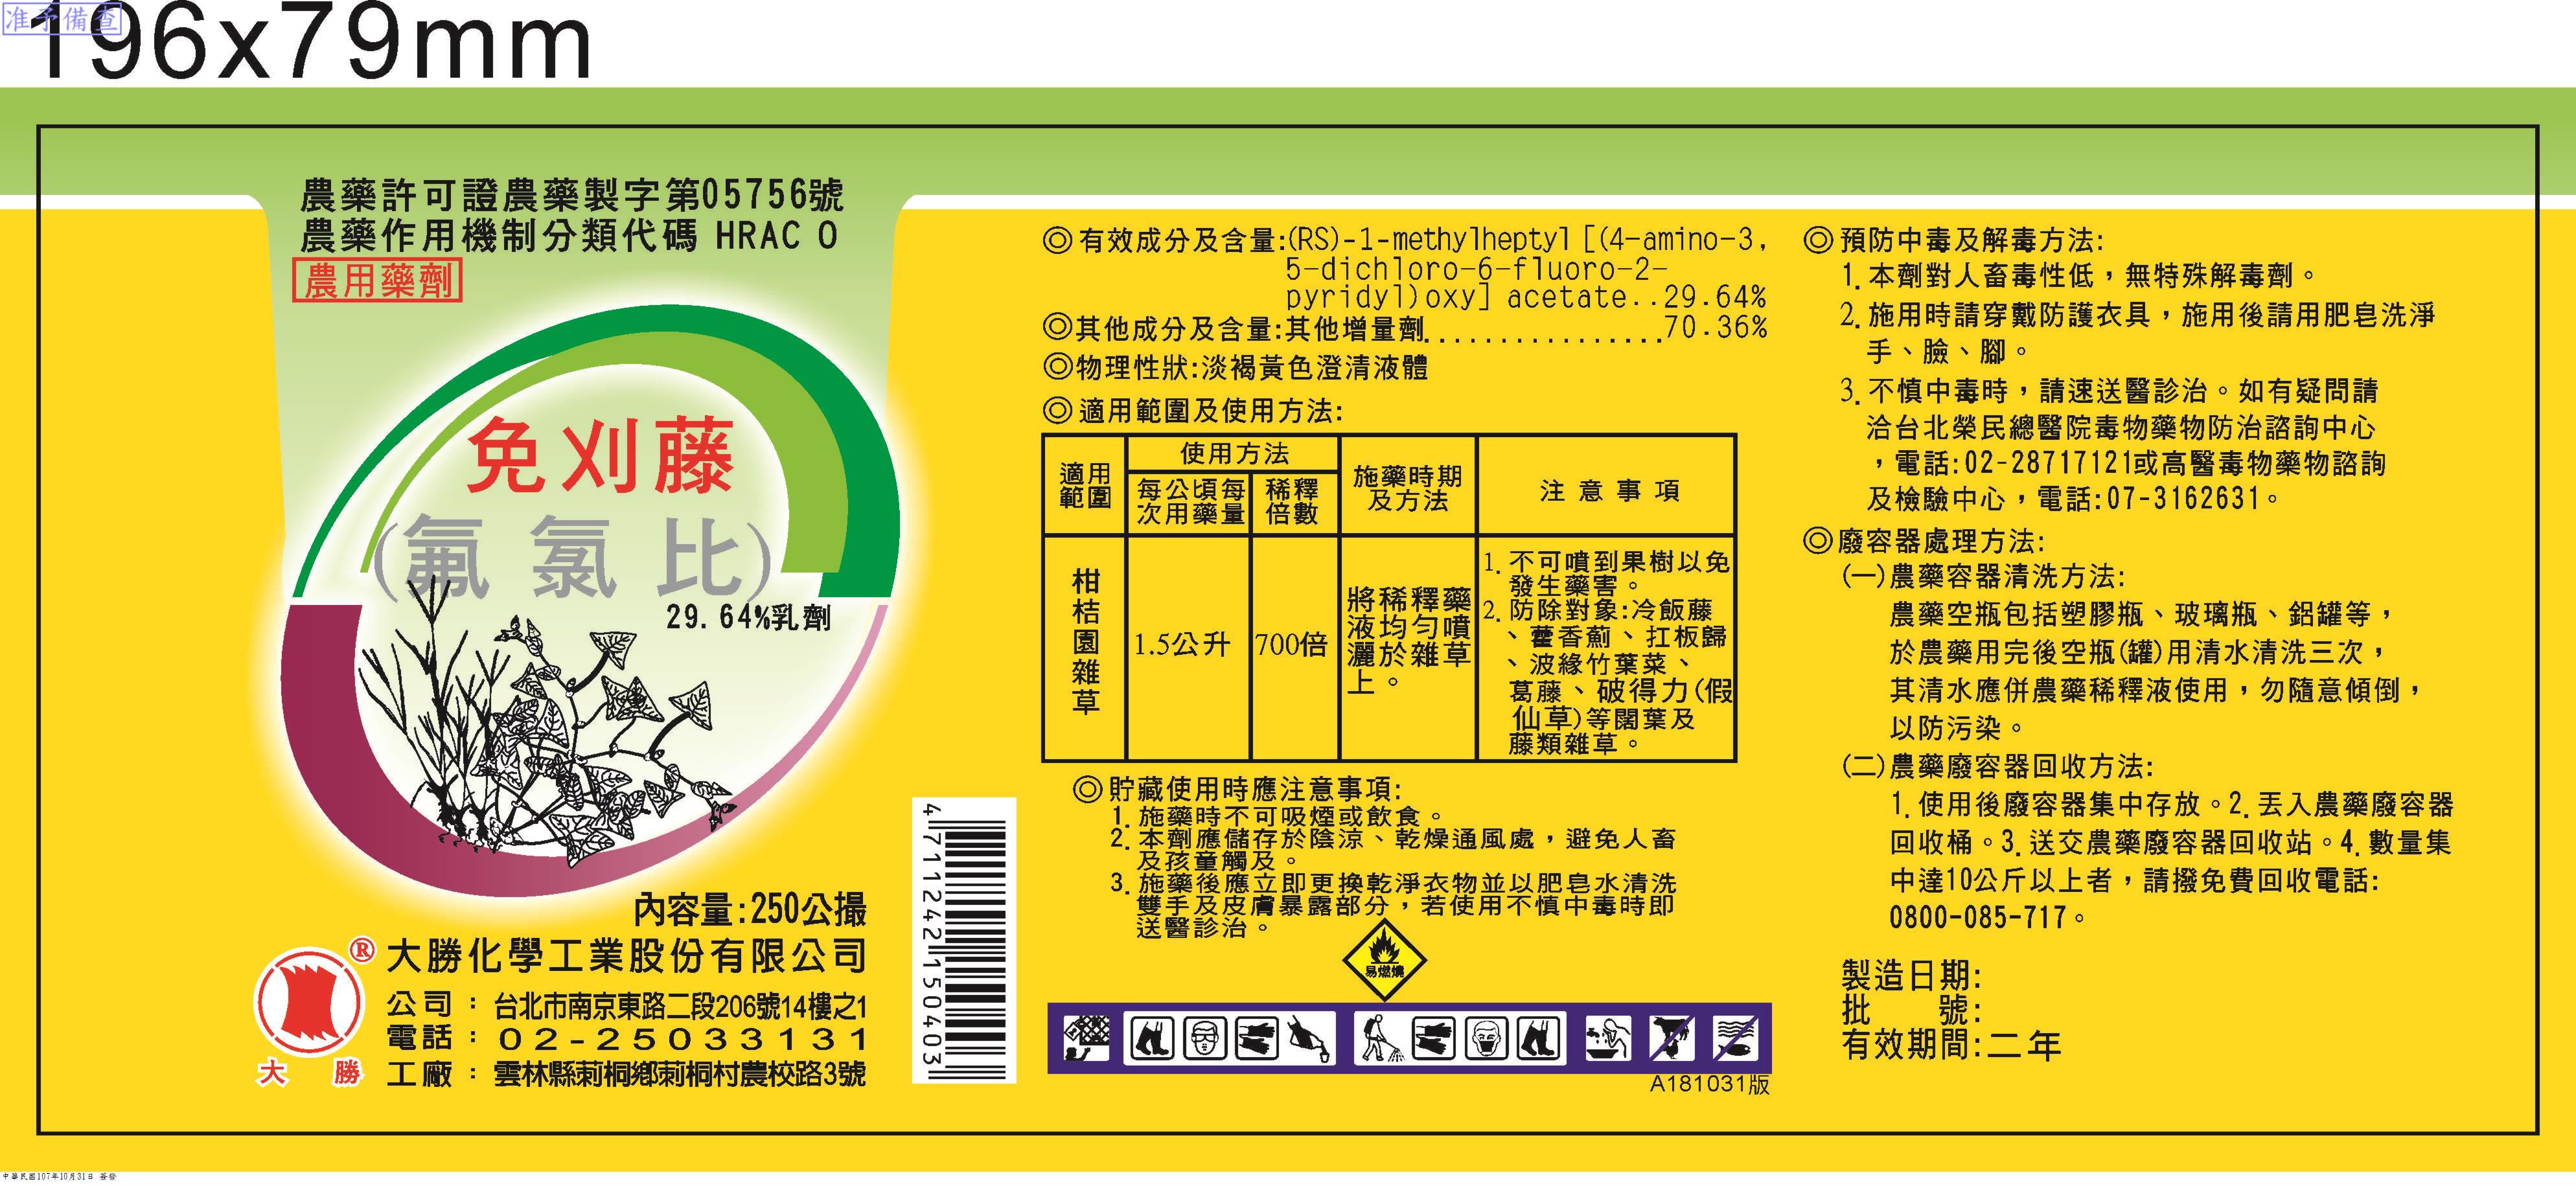 准予備查
196x79mm
農藥許可證農藥製字第05756號
農藥作用機制分類代碼 HRAC O
農用藥劑
免刈藤
(氟氯比)
29.64%乳劑
內容量:250公撮
®
大勝化學工業股份有限公司
公司：台北市南京東路二段206號14樓之1
電話：02-25033131
工廠：雲林縣莿桐鄉莿桐村農校路3號
大 勝
4711242150403
◎有效成分及含量:(RS)-1-methylheptyl[(4-amino-3,
5-dichloro-6-fluoro-2-
pyridyl)oxy] acetate..29.64%
◎其他成分及含量:其他增量劑................70.36%
◎物理性狀:淡褐黃色澄清液體
◎適用範圍及使用方法:
適用範圍
使用方法
每公頃每次用藥量
稀釋倍數
施藥時期及方法
注意事項
柑桔園雜草
1.5公升
700倍
將稀釋藥
液均勻噴
灑於雜草
上。
1.不可噴到果樹以免
發生藥害。
2.防除對象:冷飯藤
、藿香薊、扛板歸
、波緣竹葉菜、
葛藤、破得力(假
仙草)等闊葉及
藤類雜草。
◎貯藏使用時應注意事項:
1.施藥時不可吸煙或飲食。
2.本劑應儲存於陰涼、乾燥通風處，避免人畜
及孩童觸及。
3.施藥後應立即更換乾淨衣物並以肥皂水清洗
雙手及皮膚暴露部分，若使用不慎中毒時即
送醫診治。
易燃燒
A181031版
◎預防中毒及解毒方法:
1.本劑對人畜毒性低，無特殊解毒劑。
2.施用時請穿戴防護衣具，施用後請用肥皂洗淨
手、臉、腳。
3.不慎中毒時，請速送醫診治。如有疑問請
洽台北榮民總醫院毒物藥物防治諮詢中心
，電話:02-28717121或高醫毒物藥物諮詢
及檢驗中心，電話:07-3162631。
◎廢容器處理方法:
(一)農藥容器清洗方法:
農藥空瓶包括塑膠瓶、玻璃瓶、鋁罐等，
於農藥用完後空瓶(罐)用清水清洗三次，
其清水應併農藥稀釋液使用，勿隨意傾倒，
以防污染。
(二)農藥廢容器回收方法:
1.使用後廢容器集中存放。2.丟入農藥廢容器
回收桶。3.送交農藥廢容器回收站。4.數量集
中達10公斤以上者，請撥免費回收電話:
0800-085-717。
製造日期:
批 號:
有效期間:二年
中華民國107年10月31日 簽發